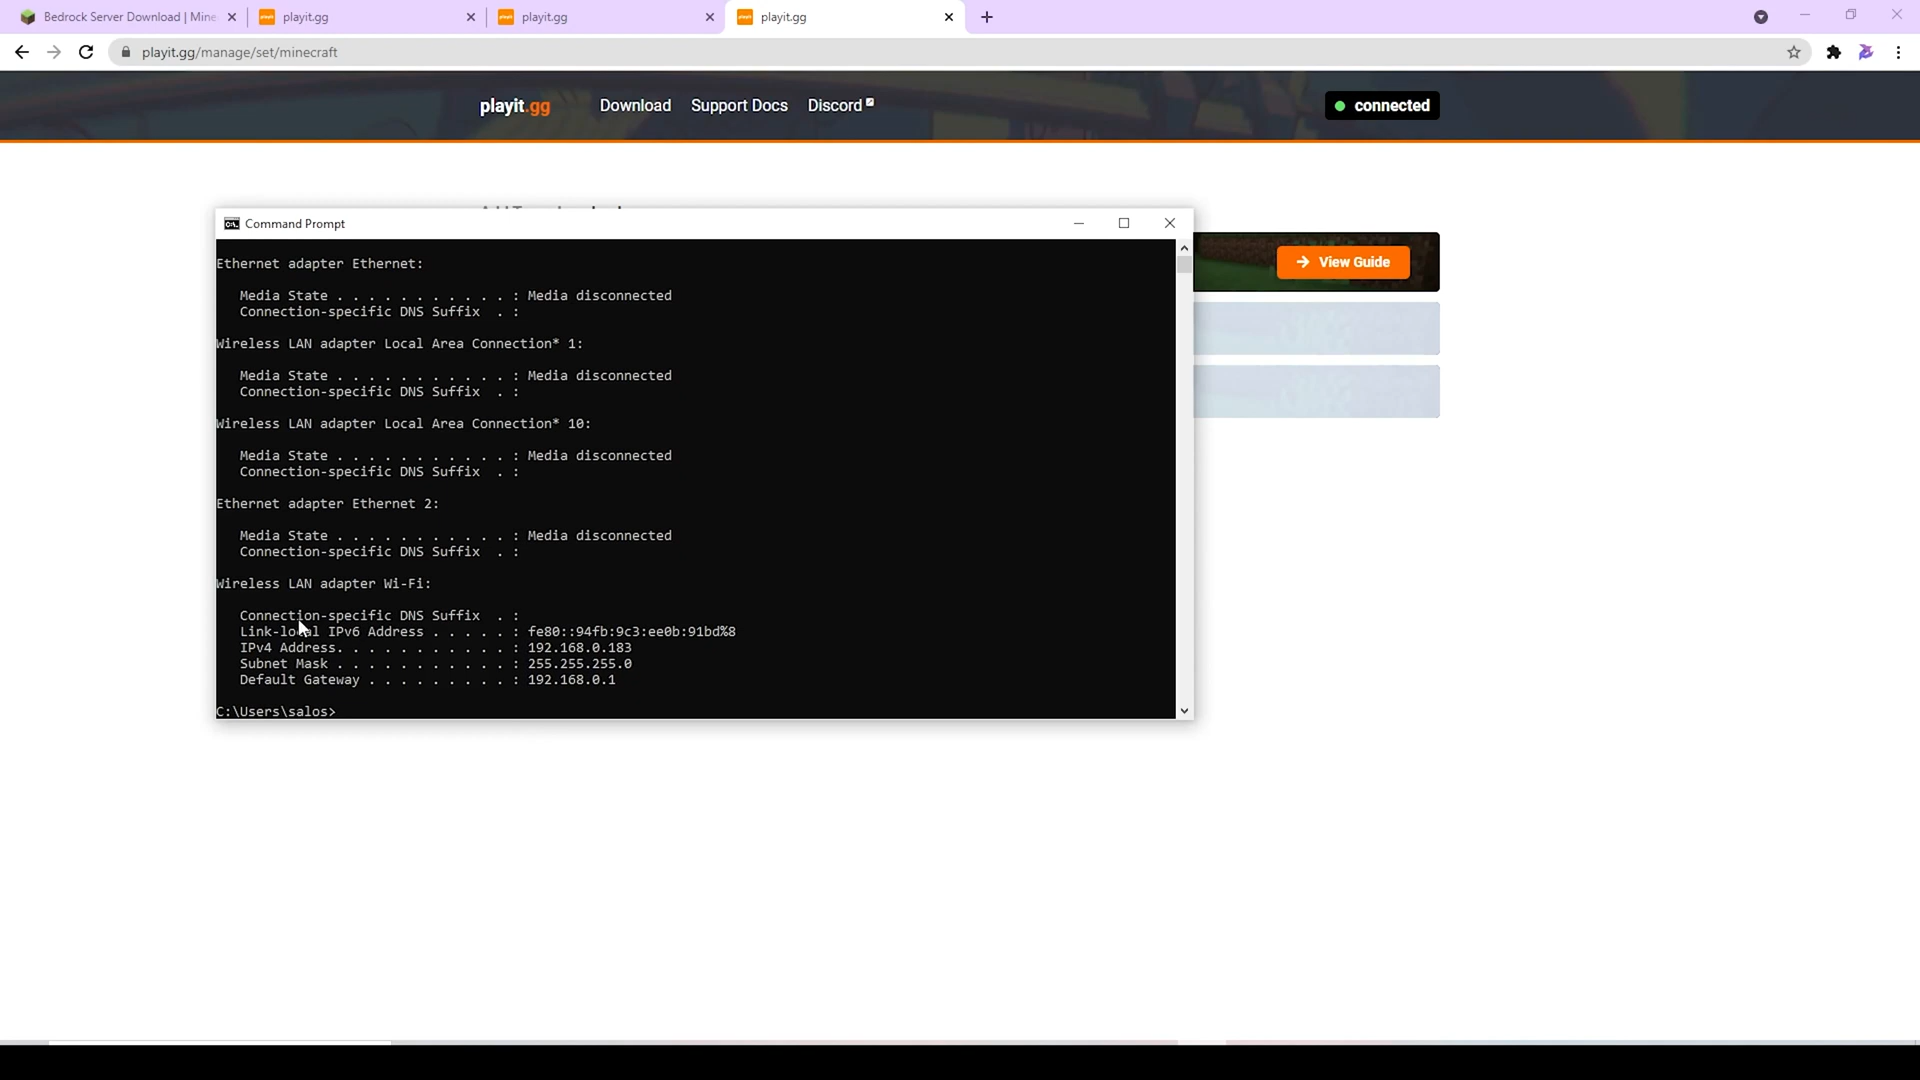 Bedrock Server Download | Mine
playit.gg
playit.gg
playit.gg
playit.gg/manage/set/minecraft
playit.gg
Download
Support Docs
Discord
connected
Command Prompt
View Guide
Ethernet adapter Ethernet:
Media State . . . . . . . . . . . : Media disconnected
Connection-specific DNS Suffix  . :
Wireless LAN adapter Local Area Connection* 1:
Media State . . . . . . . . . . . : Media disconnected
Connection-specific DNS Suffix  . :
Wireless LAN adapter Local Area Connection* 10:
Media State . . . . . . . . . . . : Media disconnected
Connection-specific DNS Suffix  . :
Ethernet adapter Ethernet 2:
Media State . . . . . . . . . . . : Media disconnected
Connection-specific DNS Suffix  . :
Wireless LAN adapter Wi-Fi:
Connection-specific DNS Suffix  . :
Link-local IPv6 Address . . . . . : fe80::94fb:9c3:ee0b:91bd%8
IPv4 Address. . . . . . . . . . . : 192.168.0.183
Subnet Mask . . . . . . . . . . . : 255.255.255.0
Default Gateway . . . . . . . . . : 192.168.0.1
C:\Users\salos>